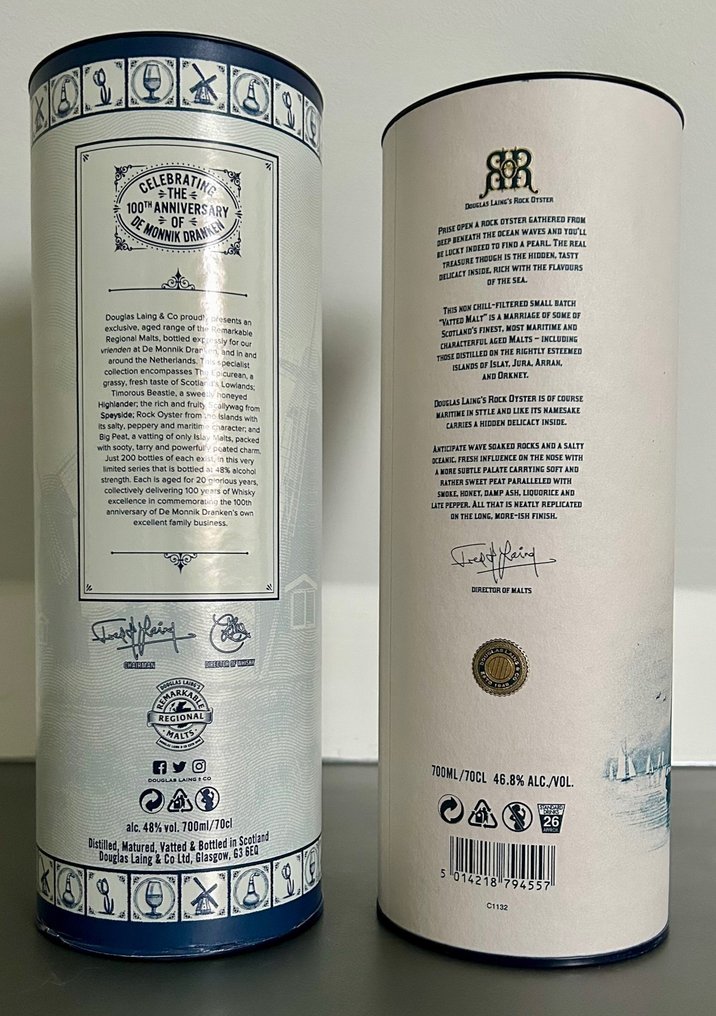 CELEBRATING
THE
100TH ANNIVERSARY
OF
DE MONNIK DRANKEN
Douglas Laing & Co proudly presents an
exclusive, aged range of the Remarkable
Regional Malts, bottled expressly for our
vrienden at De Monnik Dranken, and in and
around the Netherlands. This specialist
collection encompasses The Epicurean, a
grassy, fresh taste of Scotland's Lowlands;
Timorous Beastie, a sweetly honeyed
Highlander; the rich and fruity Scallywag from
Speyside; Rock Oyster from the Islands with
its salty, peppery and maritime character; and
Big Peat, a vatting of only Islay Malts, packed
with sooty, tarry and powerfully peated charm.
Just 200 bottles of each exist in this very
limited series that is bottled at 48% alcohol
strength. Each is aged for 20 glorious years,
collectively delivering 100 years of Whisky
excellence in commemorating the 100th
anniversary of De Monnik Dranken's own
excellent family business.
Fred H Laing
CHAIRMAN
DIRECTOR OF WHISKY
DOUGLAS LAING'S
REMARKABLE
REGIONAL
MALTS
DOUGLAS LAING & CO
alc. 48% vol. 700ml/70cl
Distilled, Matured, Vatted & Bottled in Scotland
Douglas Laing & Co Ltd, Glasgow, G3 6EQ
ROR
DOUGLAS LAING'S ROCK OYSTER
PRISE OPEN A ROCK OYSTER GATHERED FROM
DEEP BENEATH THE OCEAN WAVES AND YOU'LL
BE LUCKY INDEED TO FIND A PEARL. THE REAL
TREASURE THOUGH IS THE HIDDEN, TASTY
DELICACY INSIDE, RICH WITH THE FLAVOURS
OF THE SEA.
THIS NON CHILL-FILTERED SMALL BATCH
"VATTED MALT" IS A MARRIAGE OF SOME OF
SCOTLAND'S FINEST, MOST MARITIME AND
CHARACTERFUL AGED MALTS – INCLUDING
THOSE DISTILLED ON THE RIGHTLY ESTEEMED
ISLANDS OF ISLAY, JURA, ARRAN,
AND ORKNEY.
DOUGLAS LAING'S ROCK OYSTER IS OF COURSE
MARITIME IN STYLE AND LIKE ITS NAMESAKE
CARRIES A HIDDEN DELICACY INSIDE.
ANTICIPATE WAVE SOAKED ROCKS AND A SALTY
OCEANIC, FRESH INFLUENCE ON THE NOSE WITH
A MORE SUBTLE PALATE CARRYING SOFT AND
RATHER SWEET PEAT PARALLELED WITH
SMOKE, HONEY, DAMP ASH, LIQUORICE AND
LATE PEPPER. ALL THAT IS NEATLY REPLICATED
ON THE LONG, MORE-ISH FINISH.
Fred H Laing
DIRECTOR OF MALTS
DOUGLAS LAING & CO
ESTD 1948
700ML/70CL 46.8% ALC./VOL.
STANDARD
DRINKS
26
APPROX
5 014218 794557
C1132